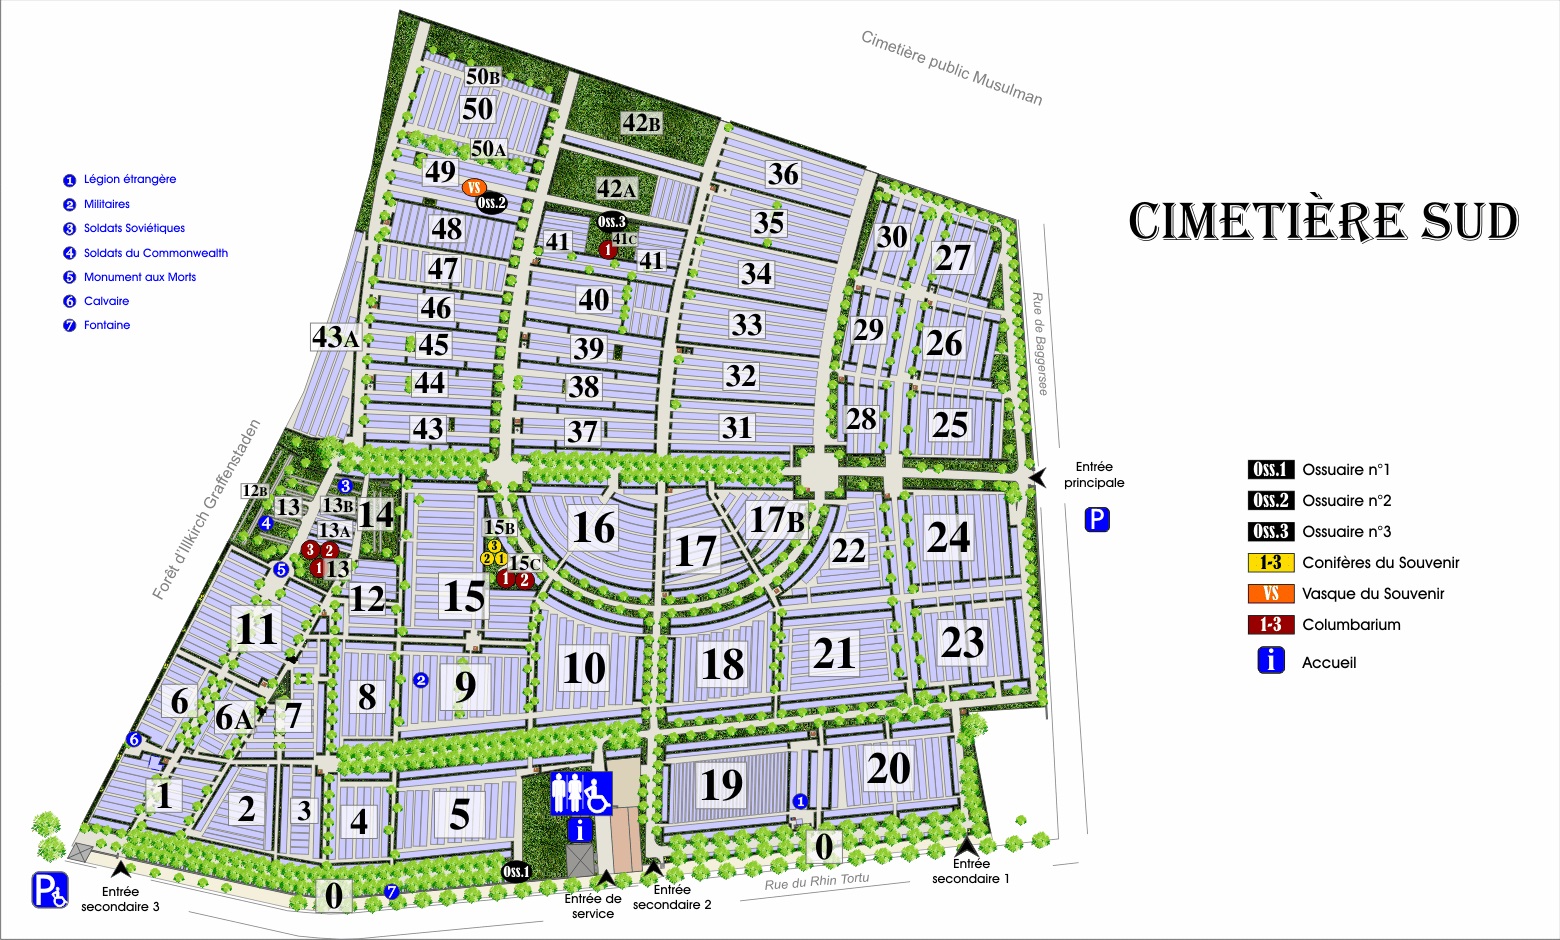 Cimetière public Musulman
CIMETIÈRE SUD
1 Légion étrangère
2 Militaires
3 Soldats Soviétiques
4 Soldats du Commonwealth
5 Monument aux Morts
6 Calvaire
7 Fontaine
50B
50
50A
49
VS
Oss.2
48
47
46
45
44
43
43A
42B
42A
Oss.3
41
41C
1
41
40
39
38
37
36
35
34
33
32
31
30
27
29
26
28
25
Rue de Baggersee
Forêt d'Illkirch Graffenstaden
Entrée
principale
P
Oss.1 Ossuaire n°1
Oss.2 Ossuaire n°2
Oss.3 Ossuaire n°3
1-3 Conifères du Souvenir
VS Vasque du Souvenir
1-3 Columbarium
i Accueil
12B
13
3
13B
14
4
13A
3
2
1
13
5
12
11
15B
3
2
1
15C
1
2
15
16
17
17B
22
24
6
6A
7
8
2
9
10
18
21
23
6
1
2
3
4
5
i
19
1
20
0
0
7
Oss.1
P
Entrée
secondaire 3
Entrée de
service
Entrée
secondaire 2
Rue du Rhin Tortu
Entrée
secondaire 1